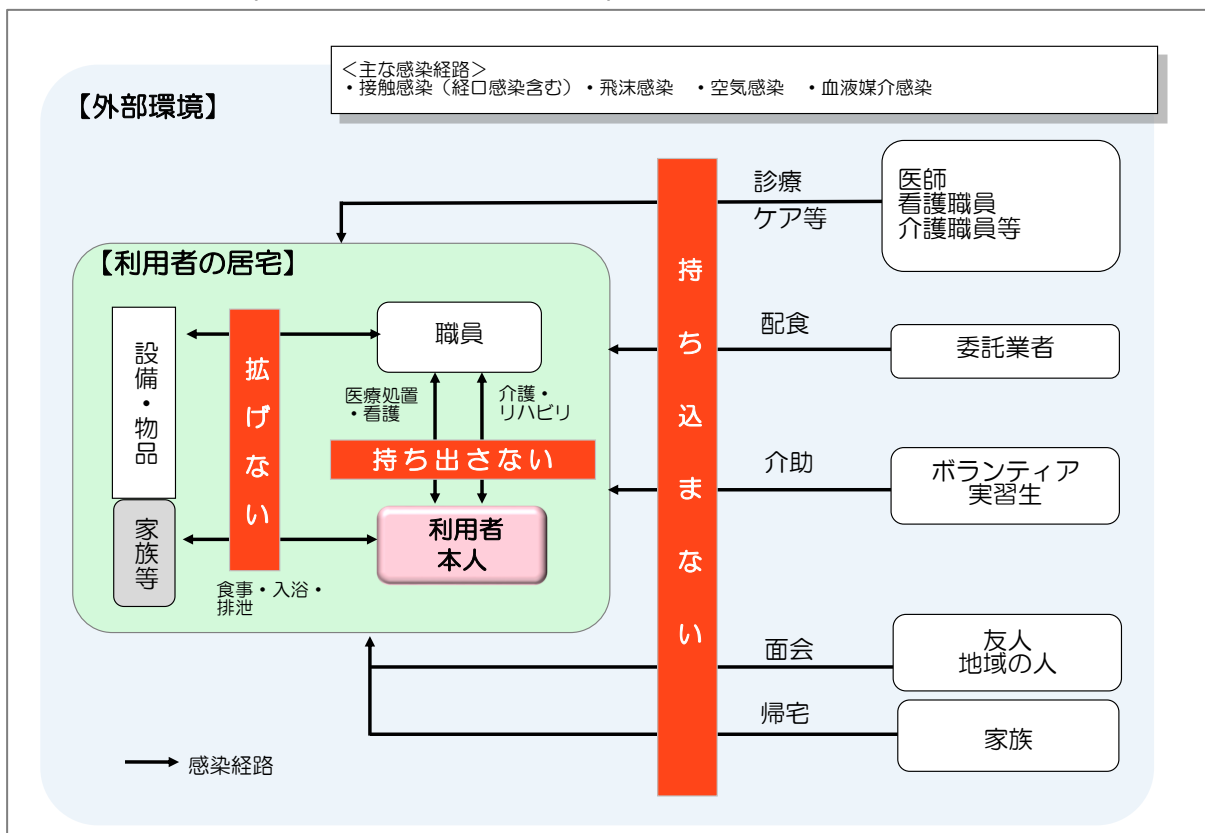 ＜主な感染経路＞
・接触感染（経口感染含む）・飛沫感染　・空気感染　・血液媒介感染
【外部環境】
診療
ケア等
医師
看護職員
介護職員等
【利用者の居宅】
持ち込まない
設備・物品
拡げない
職員
配食
委託業者
医療処置
・看護
介護・
リハビリ
持ち出さない
介助
ボランティア
実習生
家族等
利用者
本人
食事・入浴・
排泄
面会
友人
地域の人
帰宅
家族
感染経路